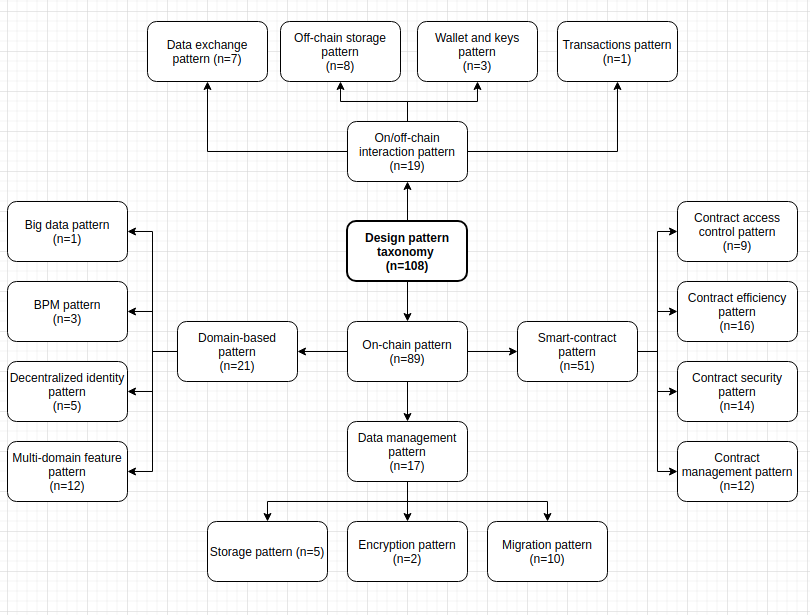 Data exchange
pattern (n=7)
Off-chain storage
pattern
(n=8)
Wallet and keys
pattern
(n=3)
Transactions pattern
(n=1)
On/off-chain
interaction pattern
(n=19)
Design pattern
taxonomy
(n=108)
Big data pattern
(n=1)
BPM pattern
(n=3)
Decentralized identity
pattern
(n=5)
Multi-domain feature
pattern
(n=12)
Domain-based
pattern
(n=21)
On-chain pattern
(n=89)
Smart-contract
pattern
(n=51)
Contract access
control pattern
(n=9)
Contract efficiency
pattern
(n=16)
Contract security
pattern
(n=14)
Contract
management pattern
(n=12)
Data management
pattern
(n=17)
Storage pattern (n=5)
Encryption pattern
(n=2)
Migration pattern
(n=10)